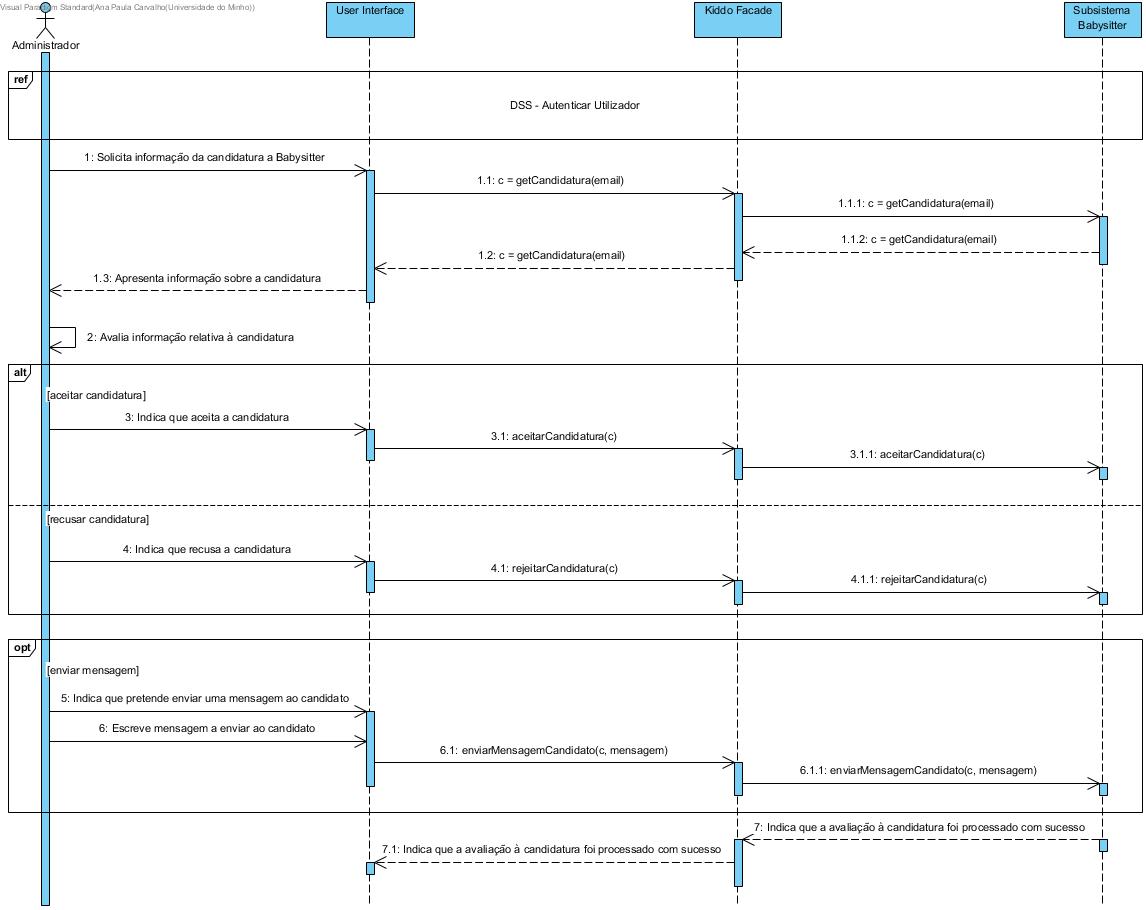 Visual Paradigm Standard(Ana Paula Carvalho(Universidade do Minho))
User Interface
Kiddo Facade
Subsistema
Babysitter
Administrador
ref
DSS - Autenticar Utilizador
1: Solicita informação da candidatura a Babysitter
1.1: c = getCandidatura(email)
1.1.1: c = getCandidatura(email)
1.1.2: c = getCandidatura(email)
1.2: c = getCandidatura(email)
1.3: Apresenta informação sobre a candidatura
2: Avalia informação relativa à candidatura
alt
[aceitar candidatura]
3: Indica que aceita a candidatura
3.1: aceitarCandidatura(c)
3.1.1: aceitarCandidatura(c)
[recusar candidatura]
4: Indica que recusa a candidatura
4.1: rejeitarCandidatura(c)
4.1.1: rejeitarCandidatura(c)
opt
[enviar mensagem]
5: Indica que pretende enviar uma mensagem ao candidato
6: Escreve mensagem a enviar ao candidato
6.1: enviarMensagemCandidato(c, mensagem)
6.1.1: enviarMensagemCandidato(c, mensagem)
7: Indica que a avaliação à candidatura foi processado com sucesso
7.1: Indica que a avaliação à candidatura foi processado com sucesso